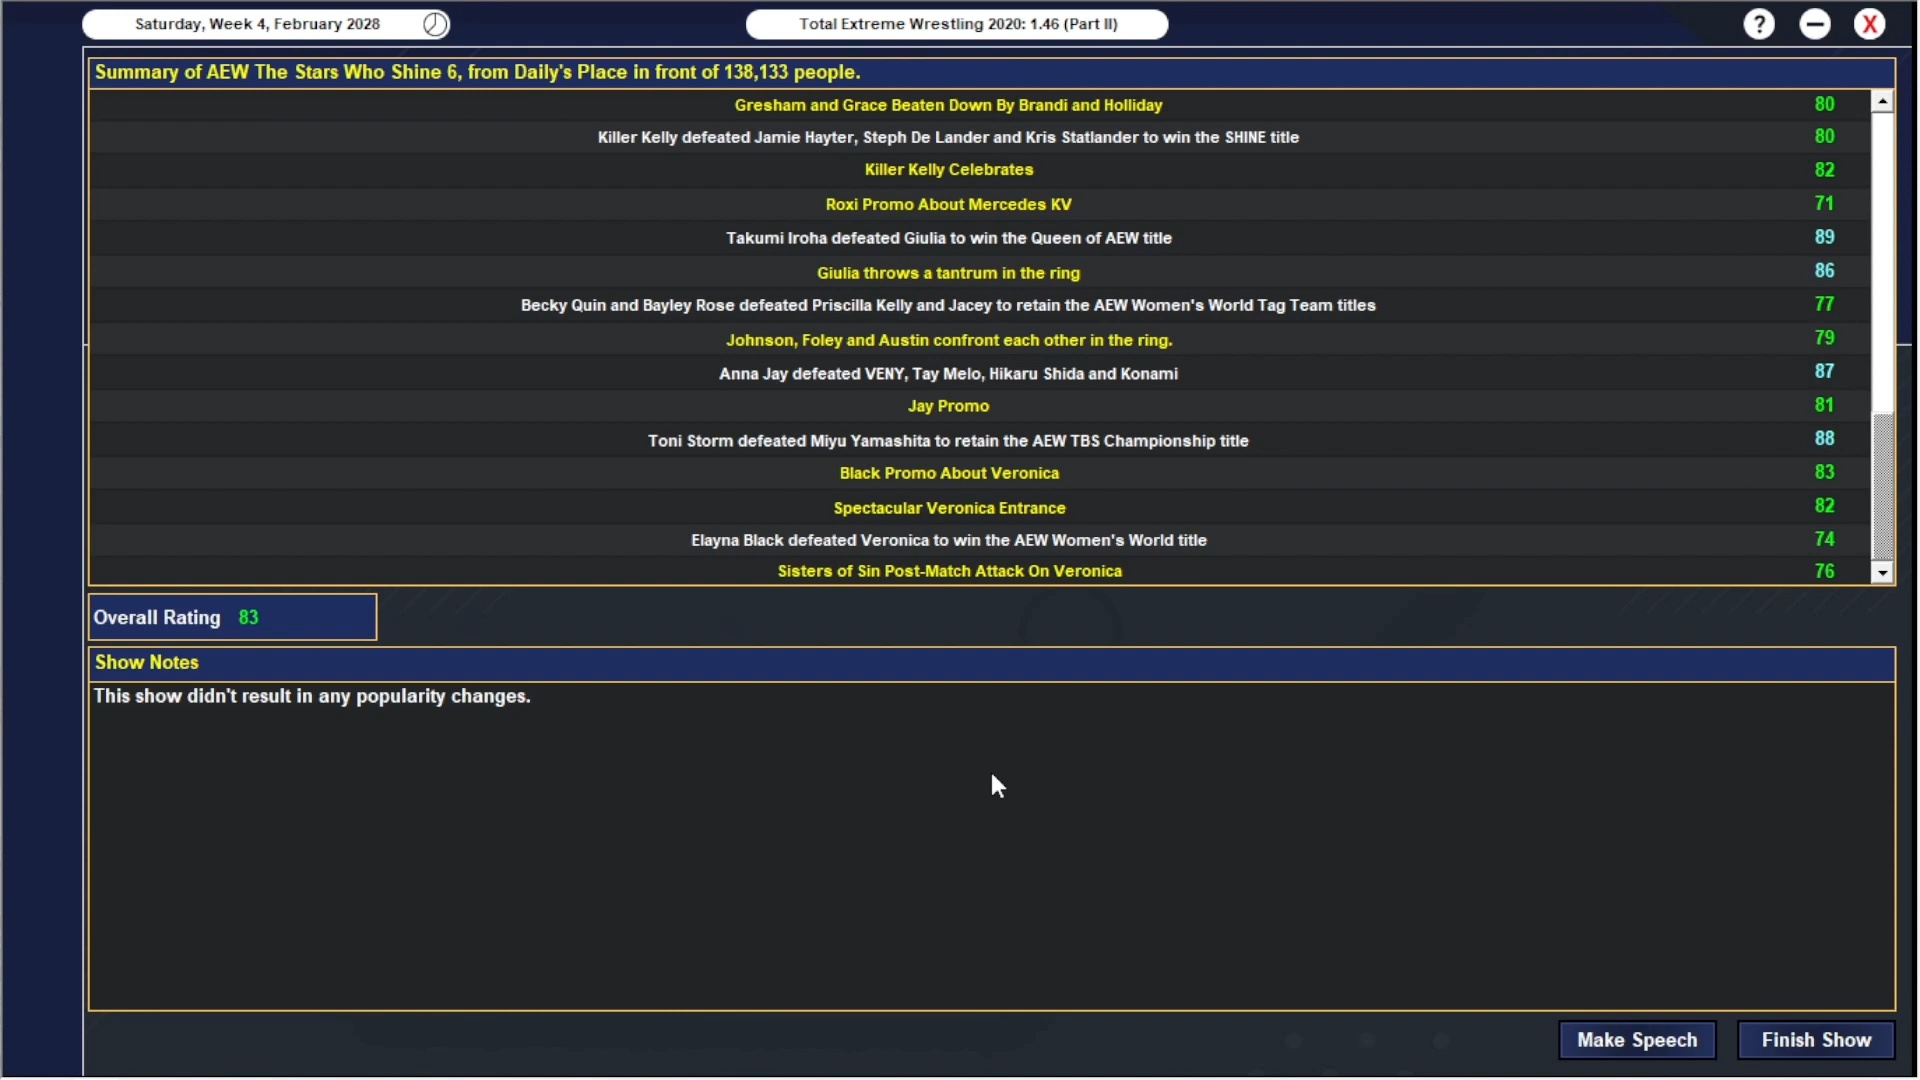 Saturday, Week 4, February 2028
Total Extreme Wrestling 2020: 1.46 (Part II)
?
X
Summary of AEW The Stars Who Shine 6, from Daily's Place in front of 138,133 people.
Gresham and Grace Beaten Down By Brandi and Holliday 80
Killer Kelly defeated Jamie Hayter, Steph De Lander and Kris Statlander to win the SHINE title 80
Killer Kelly Celebrates 82
Roxi Promo About Mercedes KV 71
Takumi Iroha defeated Giulia to win the Queen of AEW title 89
Giulia throws a tantrum in the ring 86
Becky Quin and Bayley Rose defeated Priscilla Kelly and Jacey to retain the AEW Women's World Tag Team titles 77
Johnson, Foley and Austin confront each other in the ring. 79
Anna Jay defeated VENY, Tay Melo, Hikaru Shida and Konami 87
Jay Promo 81
Toni Storm defeated Miyu Yamashita to retain the AEW TBS Championship title 88
Black Promo About Veronica 83
Spectacular Veronica Entrance 82
Elayna Black defeated Veronica to win the AEW Women's World title 74
Sisters of Sin Post-Match Attack On Veronica 76
Overall Rating 83
Show Notes
This show didn't result in any popularity changes.
Make Speech
Finish Show